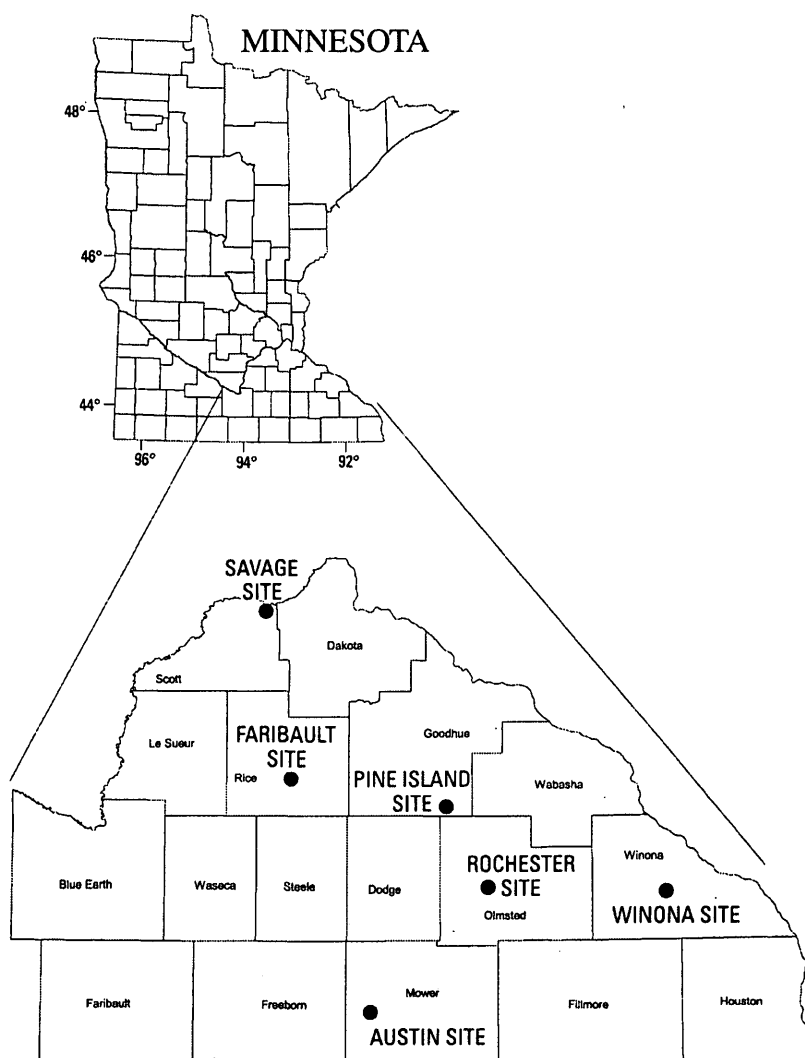 MINNESOTA
48°
46°
44°
96°
94°
92°
SAVAGE
SITE
Dakota
Scott
Le Sueur
FARIBAULT
SITE
Rice
Goodhue
PINE ISLAND
SITE
Wabasha
Blue Earth
Waseca
Steele
Dodge
ROCHESTER
SITE
Olmsted
Winona
WINONA SITE
Faribault
Freeborn
Mower
AUSTIN SITE
Fillmore
Houston